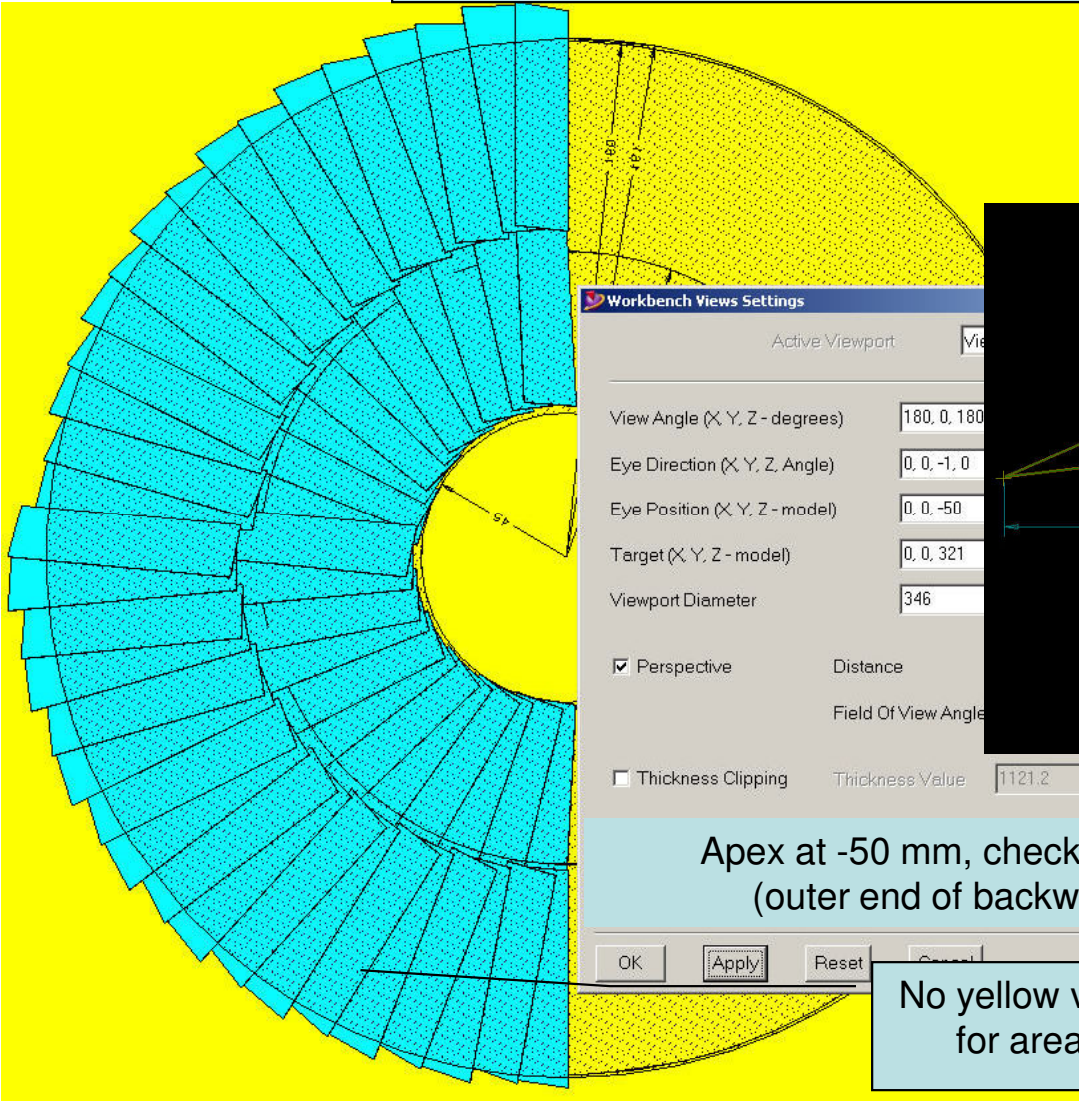 180
181
45
Workbench Views Settings
Active Viewport Vie
View Angle (X, Y, Z - degrees) 180, 0, 180
Eye Direction (X, Y, Z, Angle) 0, 0, -1, 0
Eye Position (X, Y, Z - model) 0, 0, -50
Target (X, Y, Z - model) 0, 0, 321
Viewport Diameter 346
Perspective Distance
Field Of View Angle
Thickness Clipping Thickness Value 1121.2
Apex at -50 mm, check
(outer end of backw
OK Apply Reset Cancel
No yellow v
for area